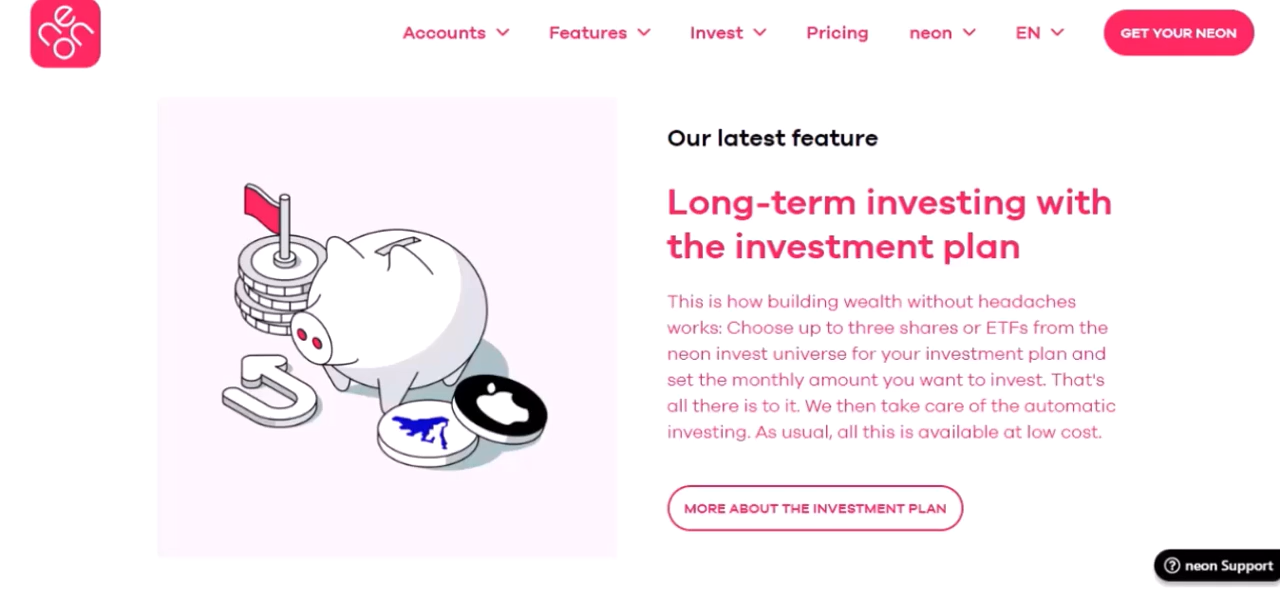 neon
Accounts
Features
Invest
Pricing
neon
EN
GET YOUR NEON
Our latest feature
Long-term investing with
the investment plan
This is how building wealth without headaches
works: Choose up to three shares or ETFs from the
neon invest universe for your investment plan and
set the monthly amount you want to invest. That's
all there is to it. We then take care of the automatic
investing. As usual, all this is available at low cost.
MORE ABOUT THE INVESTMENT PLAN
? neon Support